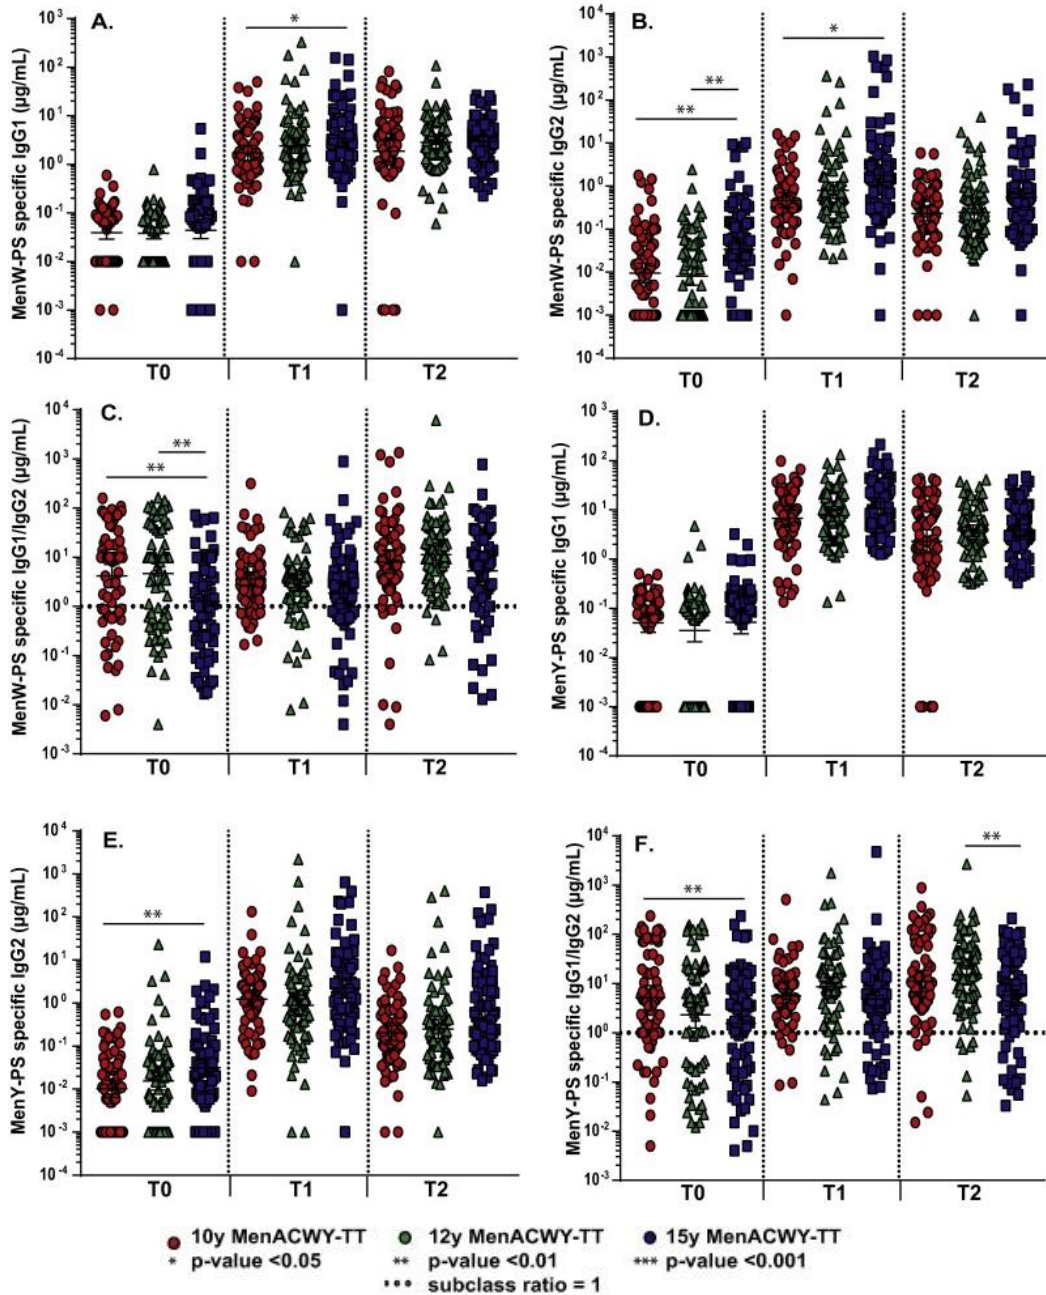 A.
*
MenW-PS specific IgG1 (µg/mL)
10³
10²
10¹
10⁰
10⁻¹
10⁻²
10⁻³
10⁻⁴
T0 T1 T2
B.
*
**
**
MenW-PS specific IgG2 (µg/mL)
10⁴
10³
10²
10¹
10⁰
10⁻¹
10⁻²
10⁻³
10⁻⁴
T0 T1 T2
C.
**
**
MenW-PS specific IgG1/IgG2 (µg/mL)
10⁴
10³
10²
10¹
10⁰
10⁻¹
10⁻²
10⁻³
T0 T1 T2
D.
MenY-PS specific IgG1 (µg/mL)
10³
10²
10¹
10⁰
10⁻¹
10⁻²
10⁻³
10⁻⁴
T0 T1 T2
E.
**
MenY-PS specific IgG2 (µg/mL)
10⁴
10³
10²
10¹
10⁰
10⁻¹
10⁻²
10⁻³
10⁻⁴
T0 T1 T2
F.
**
**
MenY-PS specific IgG1/IgG2 (µg/mL)
10⁴
10³
10²
10¹
10⁰
10⁻¹
10⁻²
10⁻³
T0 T1 T2
10y MenACWY-TT 12y MenACWY-TT 15y MenACWY-TT
* p-value <0.05 ** p-value <0.01 *** p-value <0.001
subclass ratio = 1